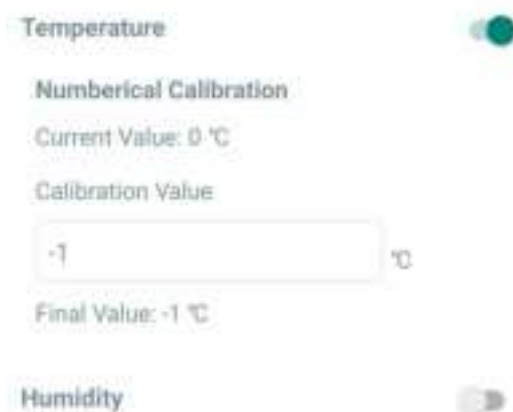 Temperature
Numberical Calibration
Current Value: 0 ℃
Calibration Value
-1 ℃
Final Value: -1 ℃
Humidity